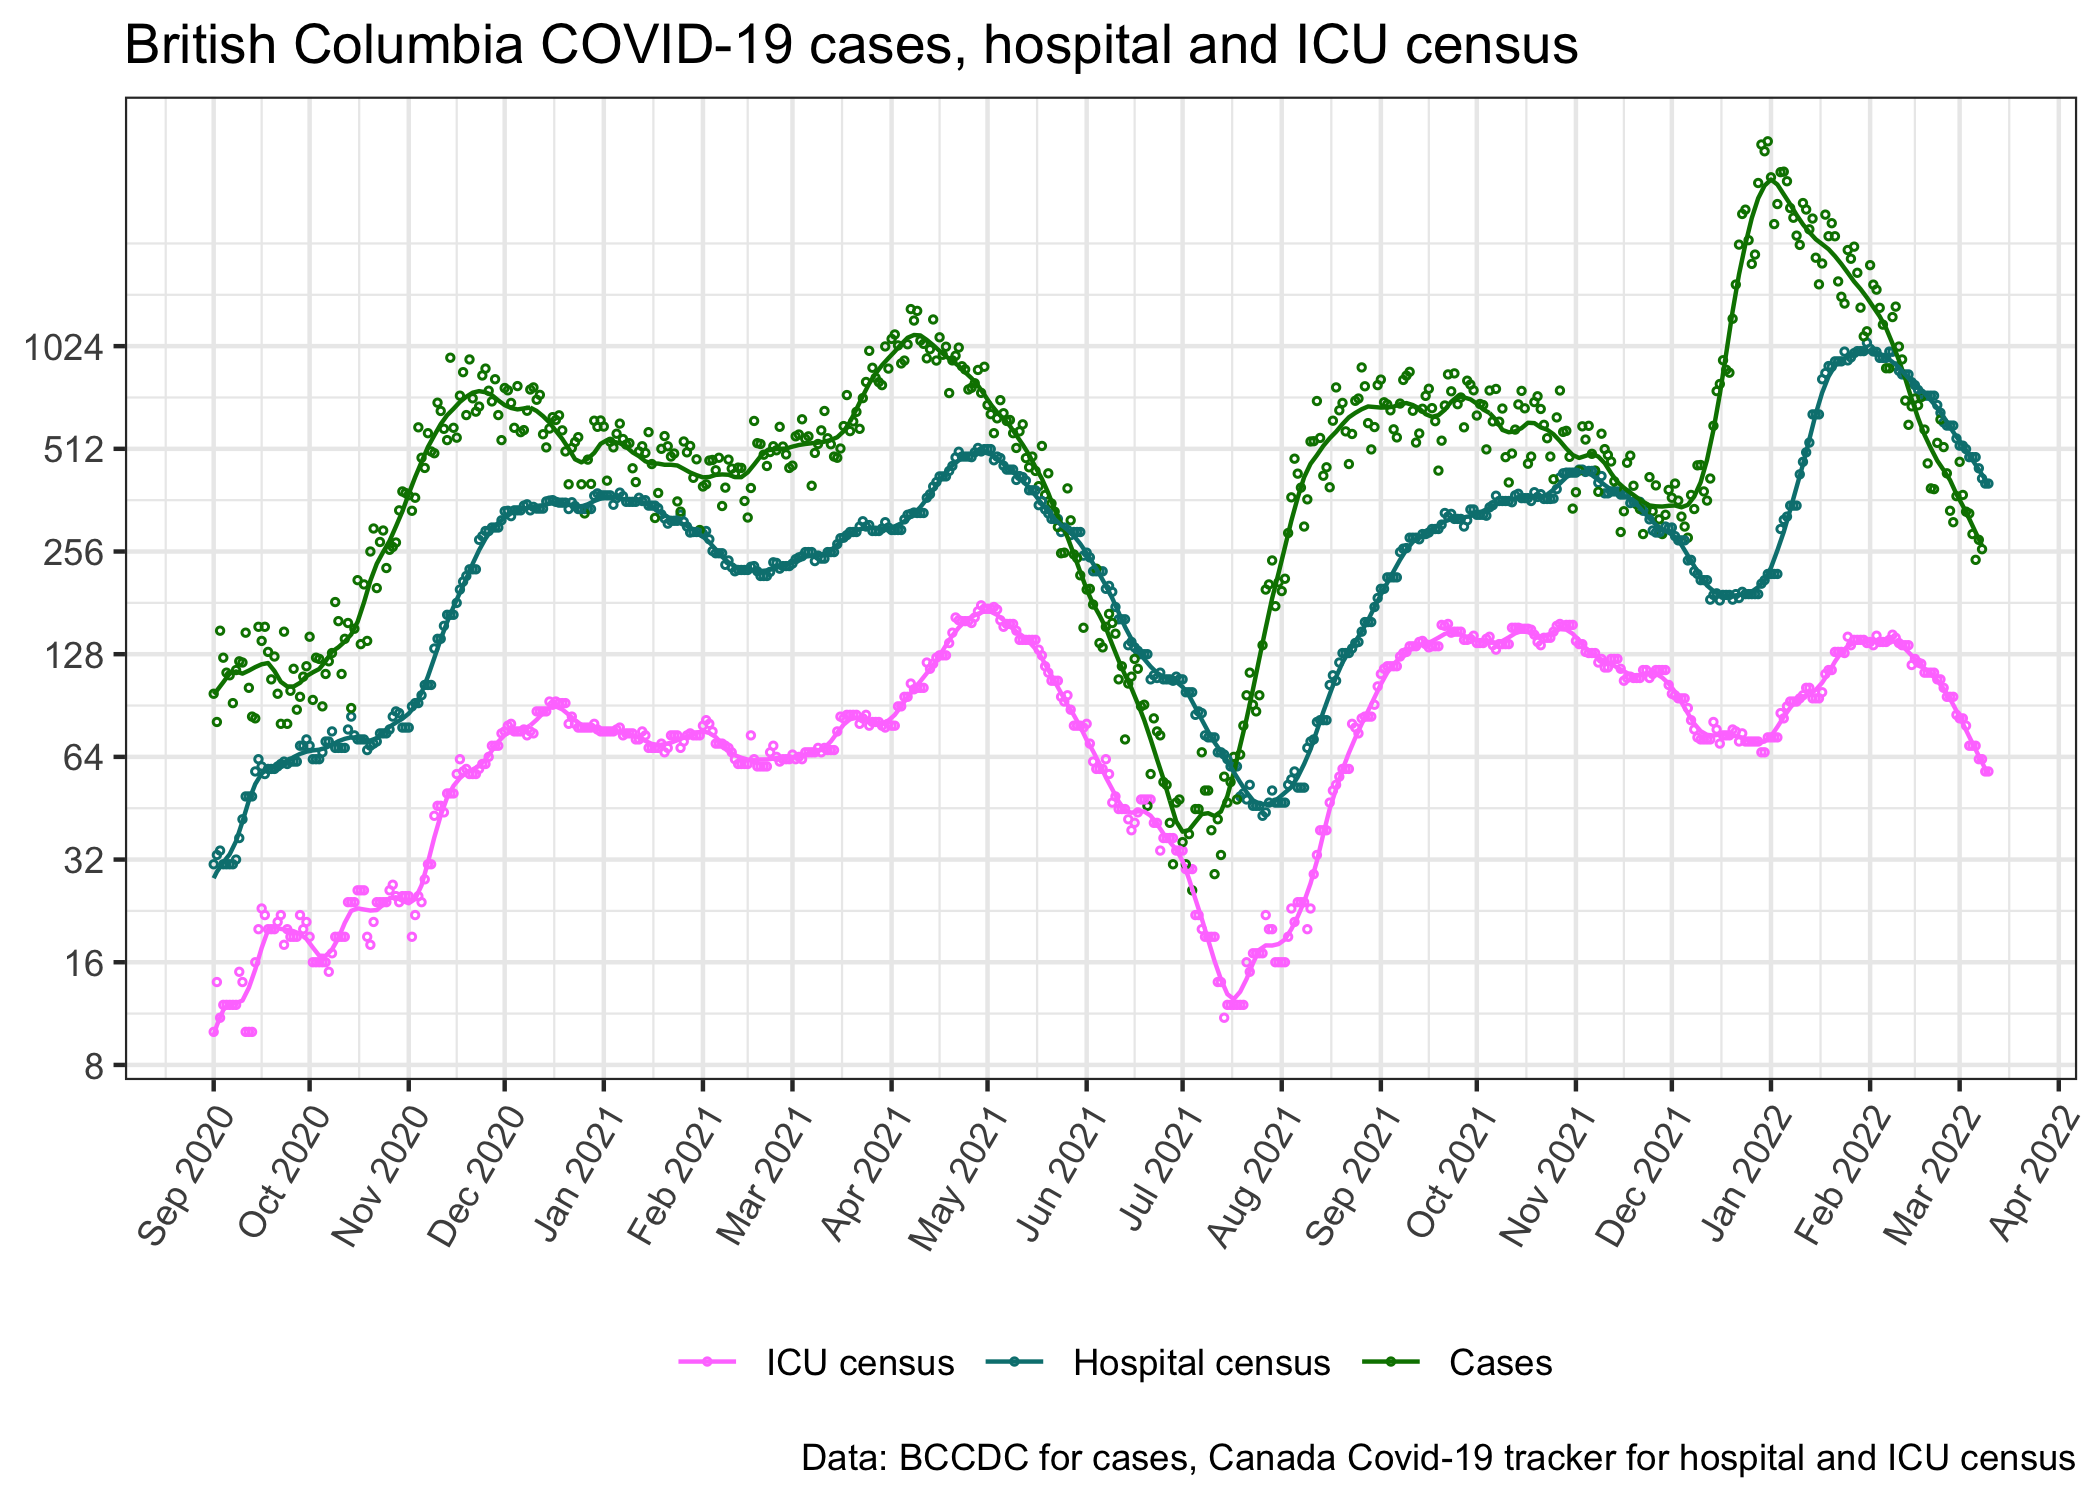 British Columbia COVID-19 cases, hospital and ICU census
1024
512
256
128
64
32
16
8
Sep 2020
Oct 2020
Nov 2020
Dec 2020
Jan 2021
Feb 2021
Mar 2021
Apr 2021
May 2021
Jun 2021
Jul 2021
Aug 2021
Sep 2021
Oct 2021
Nov 2021
Dec 2021
Jan 2022
Feb 2022
Mar 2022
Apr 2022
ICU census Hospital census Cases
Data: BCCDC for cases, Canada Covid-19 tracker for hospital and ICU census